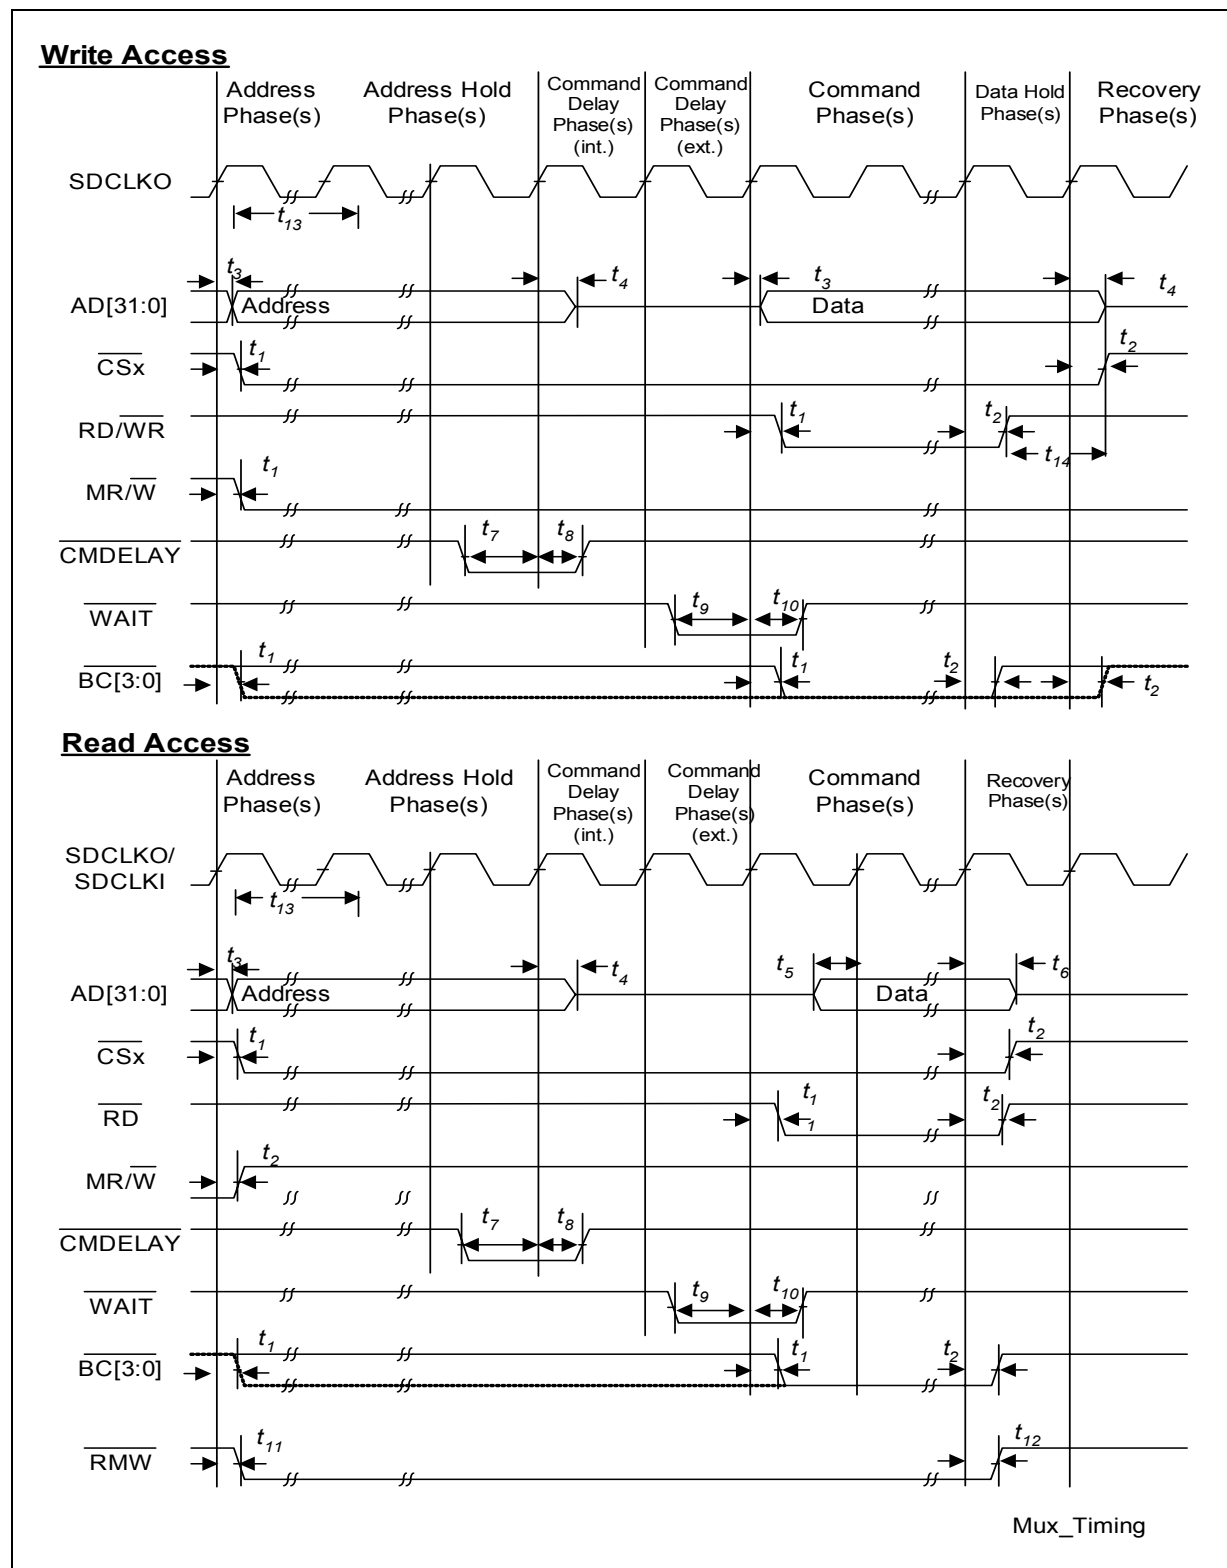 Write Access
Address Phase(s)
Address Hold Phase(s)
Command Delay Phase(s) (int.)
Command Delay Phase(s) (ext.)
Command Phase(s)
Data Hold Phase(s)
Recovery Phase(s)
SDCLKO
t13
AD[31:0]
t3
Address
t4
t3
Data
t4
CSx
t1
t2
RD/WR
t1
t2
t14
MR/W
t1
CMDELAY
t7
t8
WAIT
t9
t10
BC[3:0]
t1
t1
t2
t2
Read Access
Address Phase(s)
Address Hold Phase(s)
Command Delay Phase(s) (int.)
Command Delay Phase(s) (ext.)
Command Phase(s)
Recovery Phase(s)
SDCLKO/
SDCLKI
t13
AD[31:0]
t3
Address
t4
t5
Data
t6
CSx
t1
t2
RD
t1
1
t2
MR/W
t2
CMDELAY
t7
t8
WAIT
t9
t10
BC[3:0]
t1
t1
t2
RMW
t11
t12
Mux_Timing